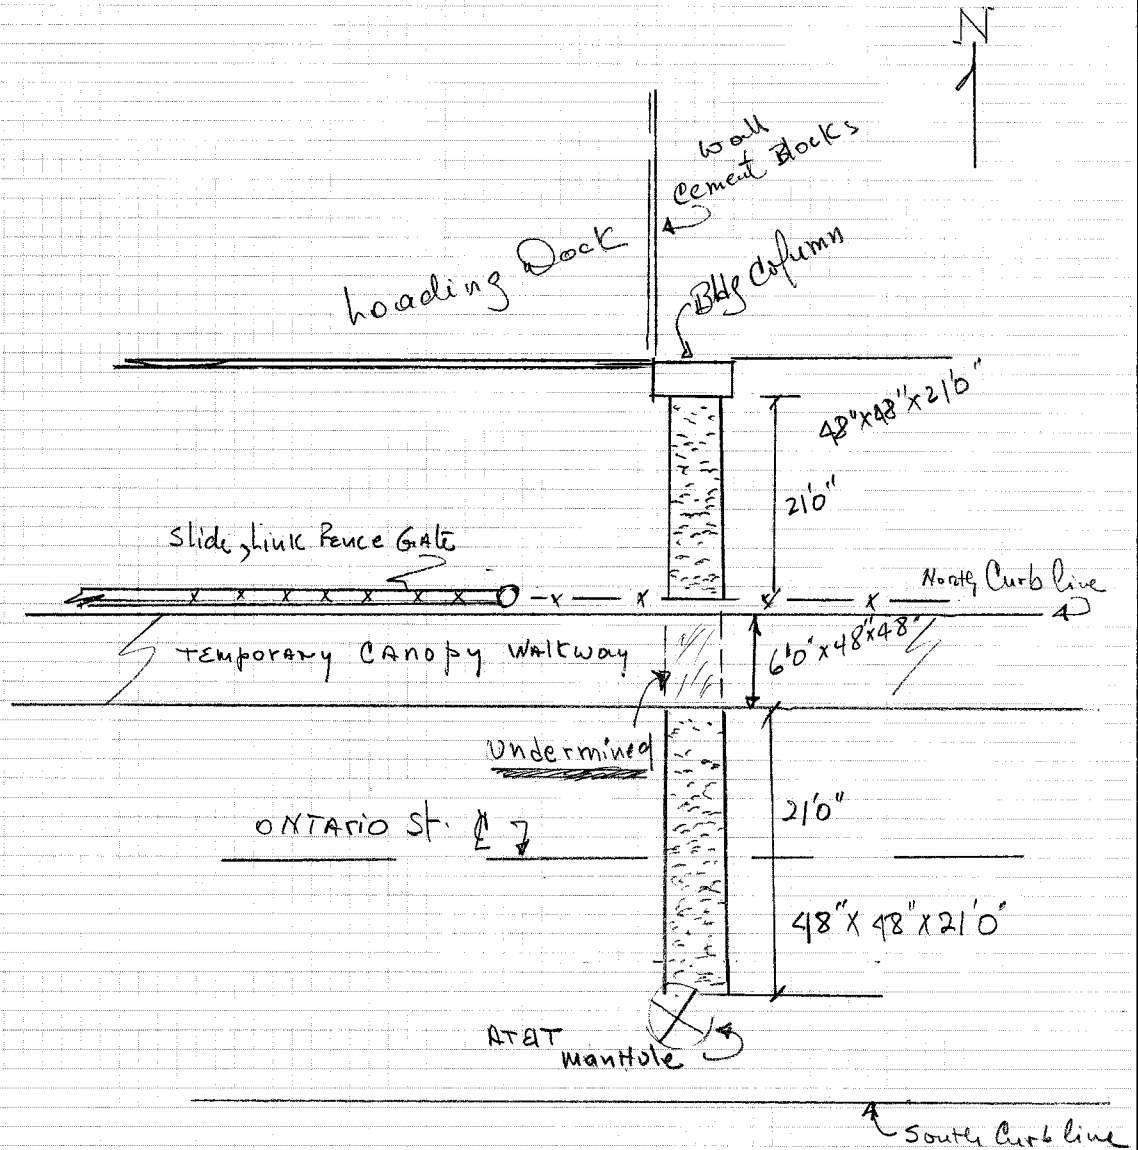 N
Wall
Cement Blocks
Loading Dock
Bldg Column
48"x48"x21'0"
21'0"
Slide, Link Fence Gate
North Curb line
TEMPORARY CANOPY WALKWAY
6'0"x48"x48"
Undermined
21'0"
ONTARIO St. ℄
48"x48"x21'0"
AT&T
manHole
South Curb line